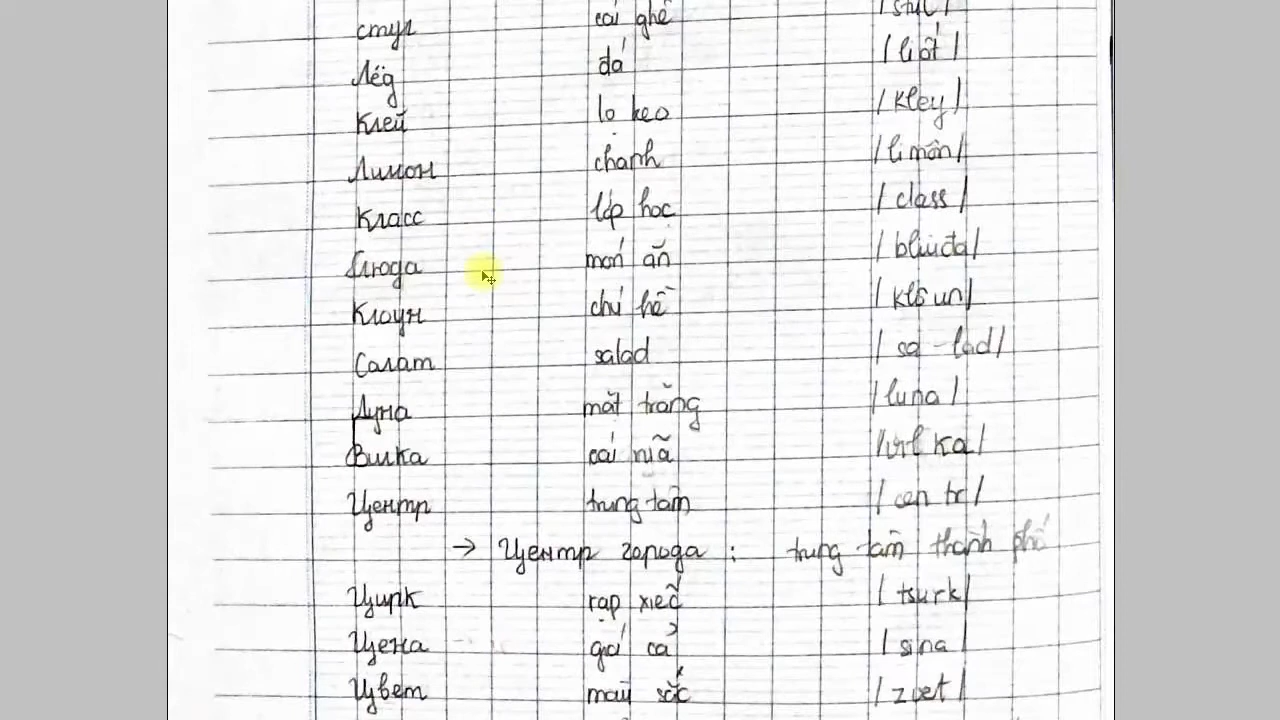 стул cái ghế /stul/
Лёд đá /liốt/
Клей lọ keo /kley/
Лимон chanh /limôn/
Класс lớp học /class/
блюда món ăn /bliuđa/
Клоун chú hề /klôun/
Салат salad /sa-lad/
Луна mặt trăng /luna/
Вилка cái nĩa /vil ka/
Центр trung tâm /cen tr/
→ Центр города : trung tâm thành phố
Цирк rạp xiếc /tsurk/
Цена giá cả /sina/
Цвет màu sắc /zvet/